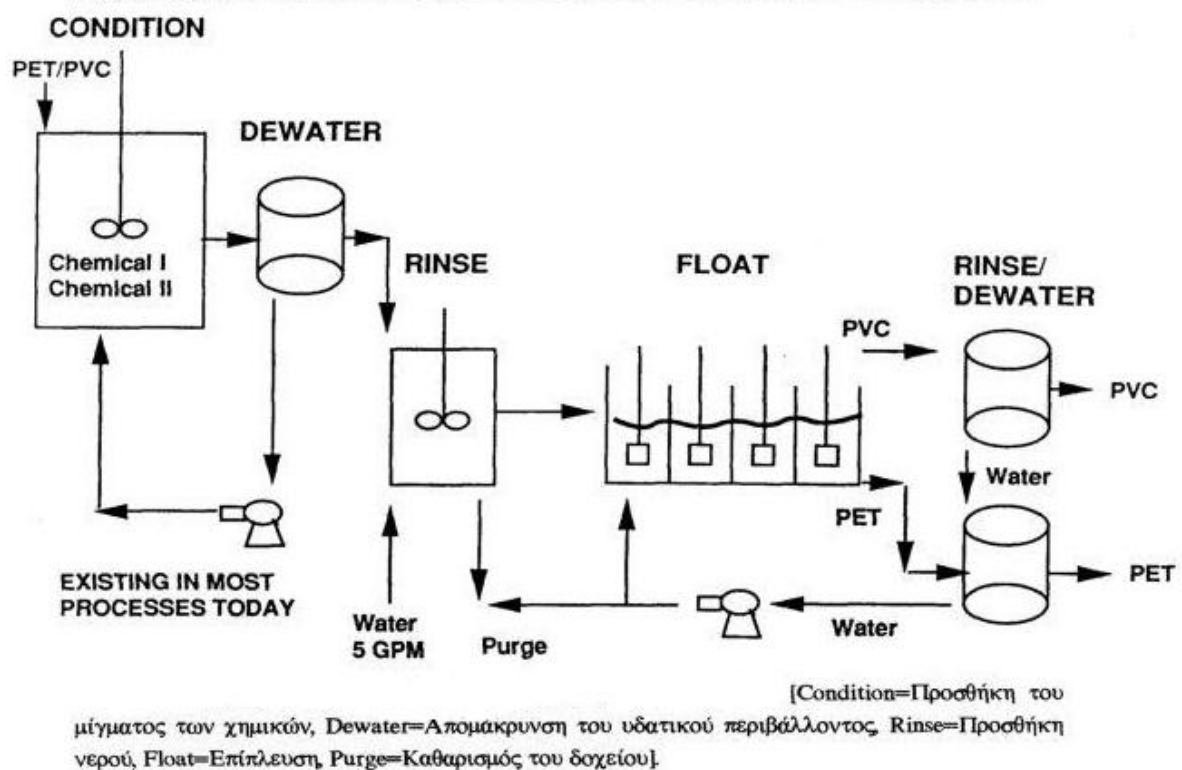 CONDITION
PET/PVC
DEWATER
Chemical I
Chemical II
RINSE
FLOAT
RINSE/
DEWATER
PVC
PVC
Water
PET
PET
EXISTING IN MOST
PROCESSES TODAY
Water
5 GPM
Purge
Water
[Condition=Προσθήκη του
μίγματος των χημικών, Dewater=Απομάκρυνση του υδατικού περιβάλλοντος, Rinse=Προσθήκη
νερού, Float=Επίπλευση, Purge=Καθαρισμός του δοχείου].